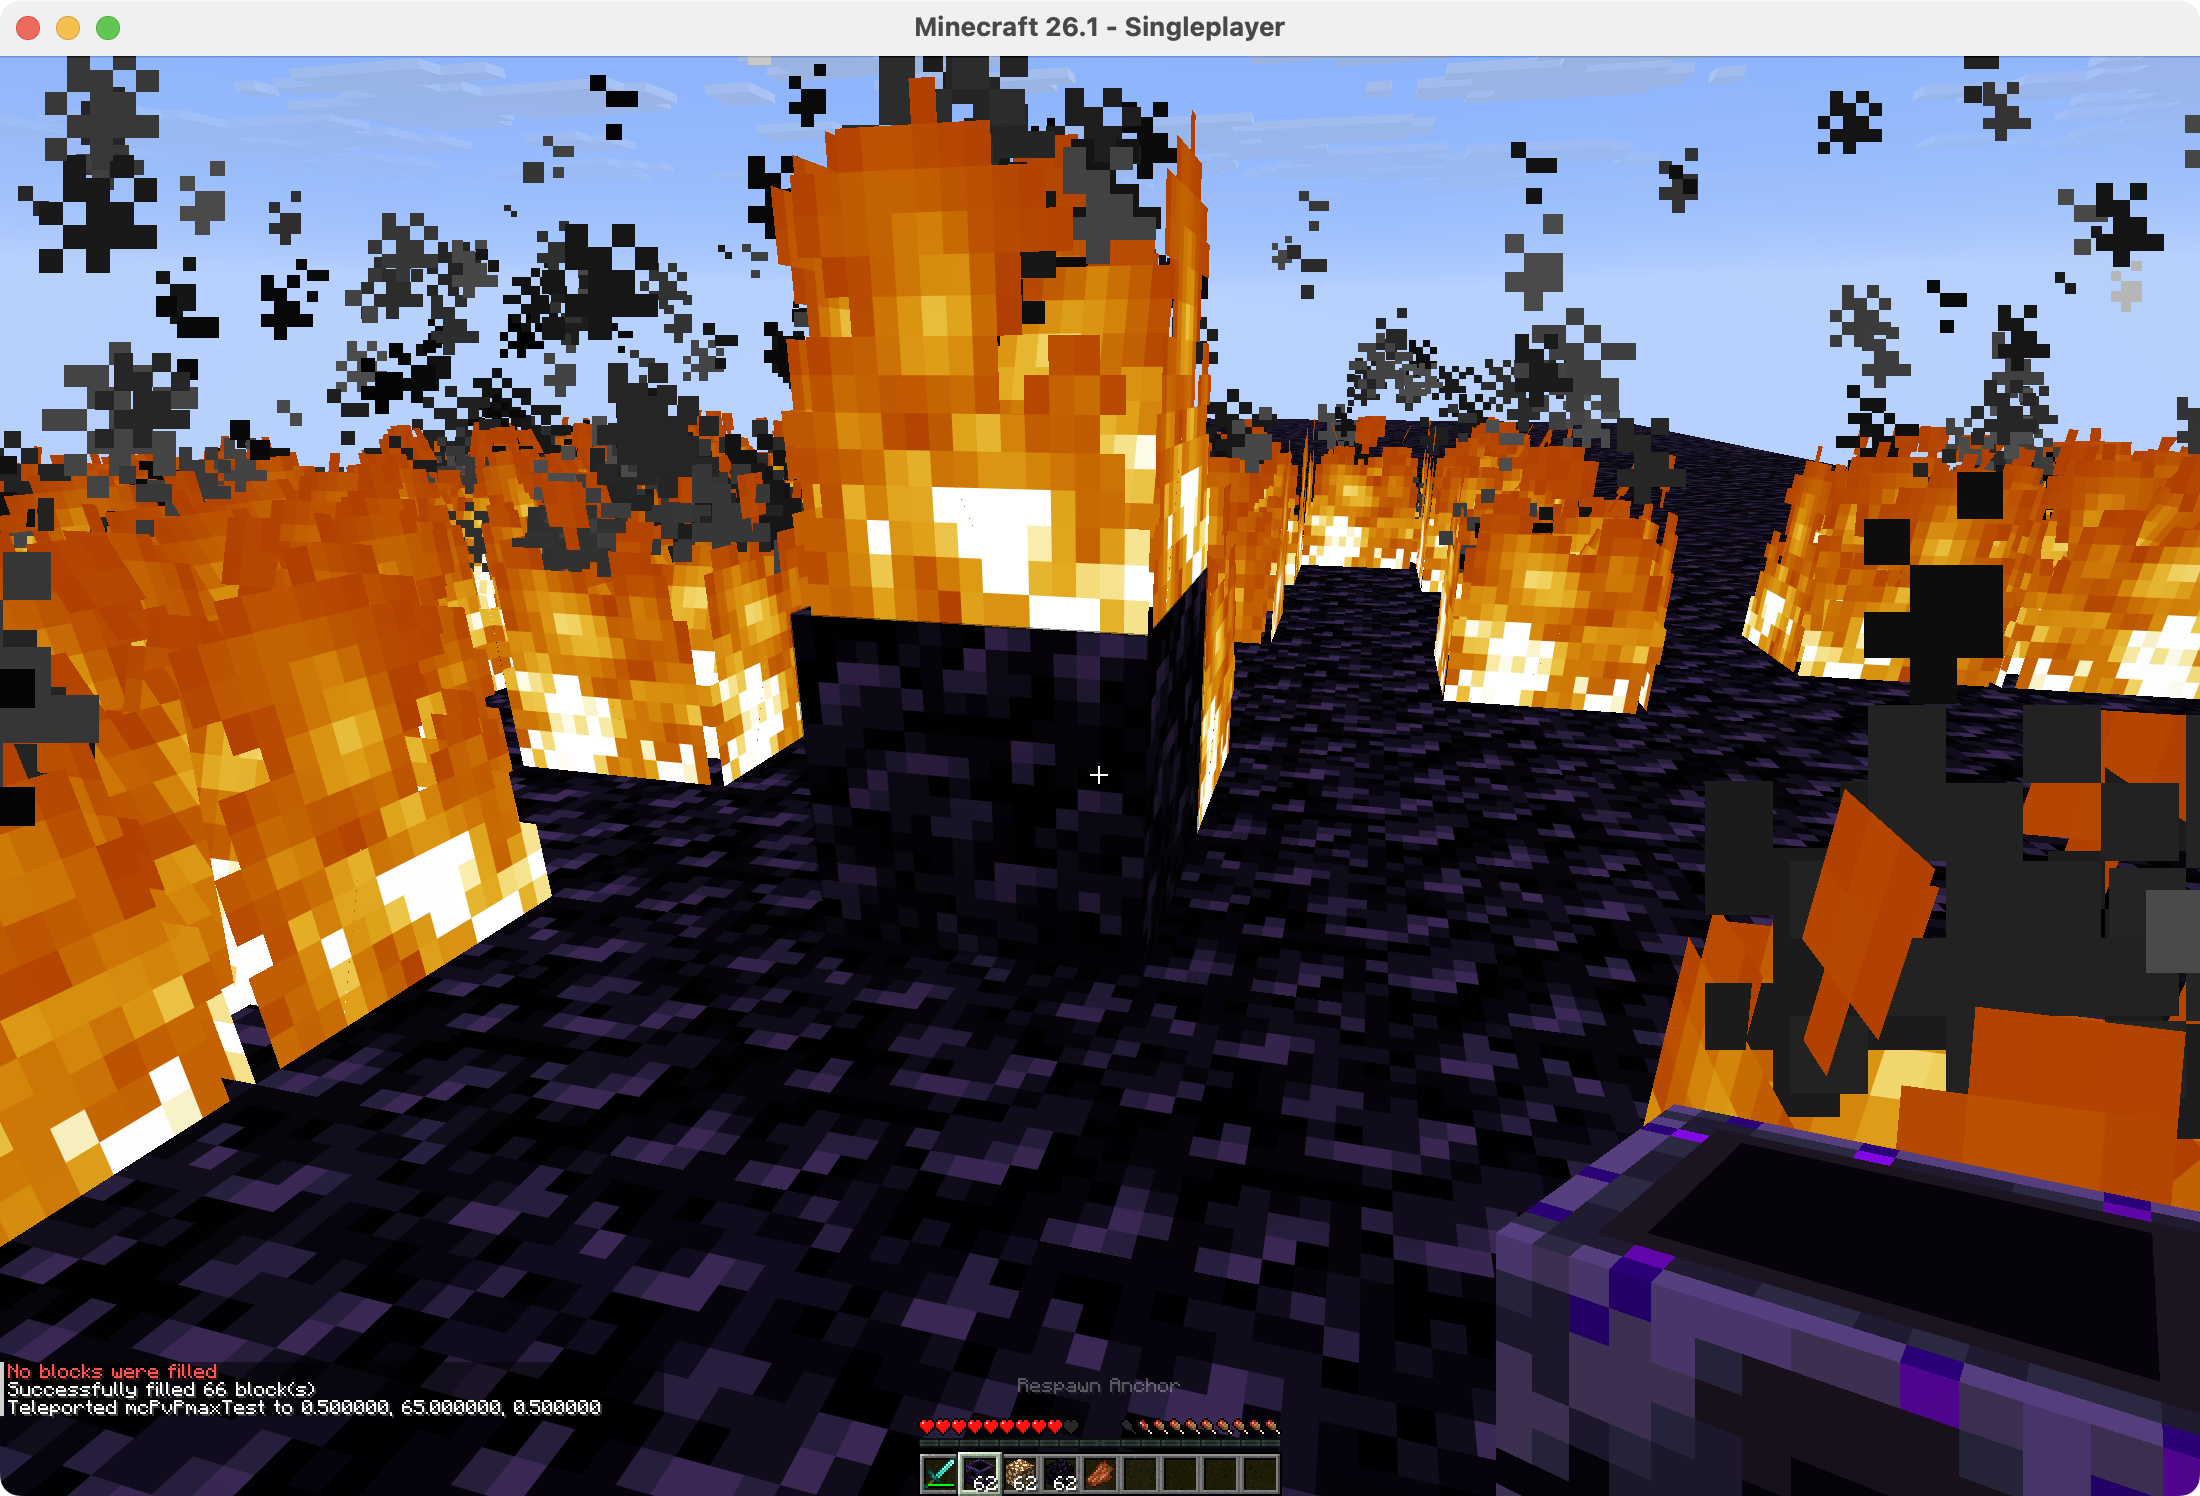 Minecraft 26.1 - Singleplayer
No blocks were filled
Successfully filled 66 block(s)
Teleported mcPvPmaxTest to 0.500000, 65.000000, 0.500000
Respawn Anchor
62 62 62